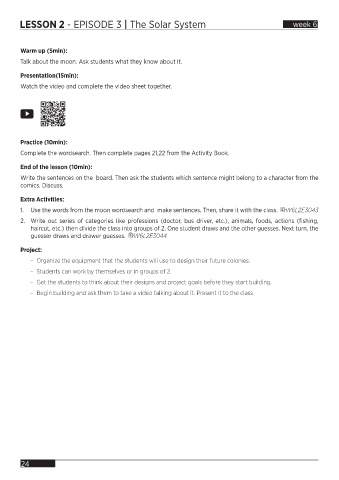 LESSON 2 - EPISODE 3 | The Solar System
week 6
Warm up (5min):
Talk about the moon. Ask students what they know about it.
Presentation(15min):
Watch the video and complete the video sheet together.
Practice (10min):
Complete the wordsearch. Then complete pages 21,22 from the Activity Book.
End of the lesson (10min):
Write the sentences on the board. Then ask the students which sentence might belong to a character from the
comics. Discuss.
Extra Activities:
1. Use the words from the moon wordsearch and make sentences. Then, share it with the class. W6L2E3043
2. Write out series of categories like professions (doctor, bus driver, etc.), animals, foods, actions (fishing,
haircut, etc.) then divide the class into groups of 2. One student draws and the other guesses. Next turn, the
guesser draws and drawer guesses. W6L2E3044
Project:
- Organize the equipment that the students will use to design their future colonies.
- Students can work by themselves or in groups of 2.
- Get the students to think about their designs and project goals before they start building.
- Begin building and ask them to take a video talking about it. Present it to the class.
24